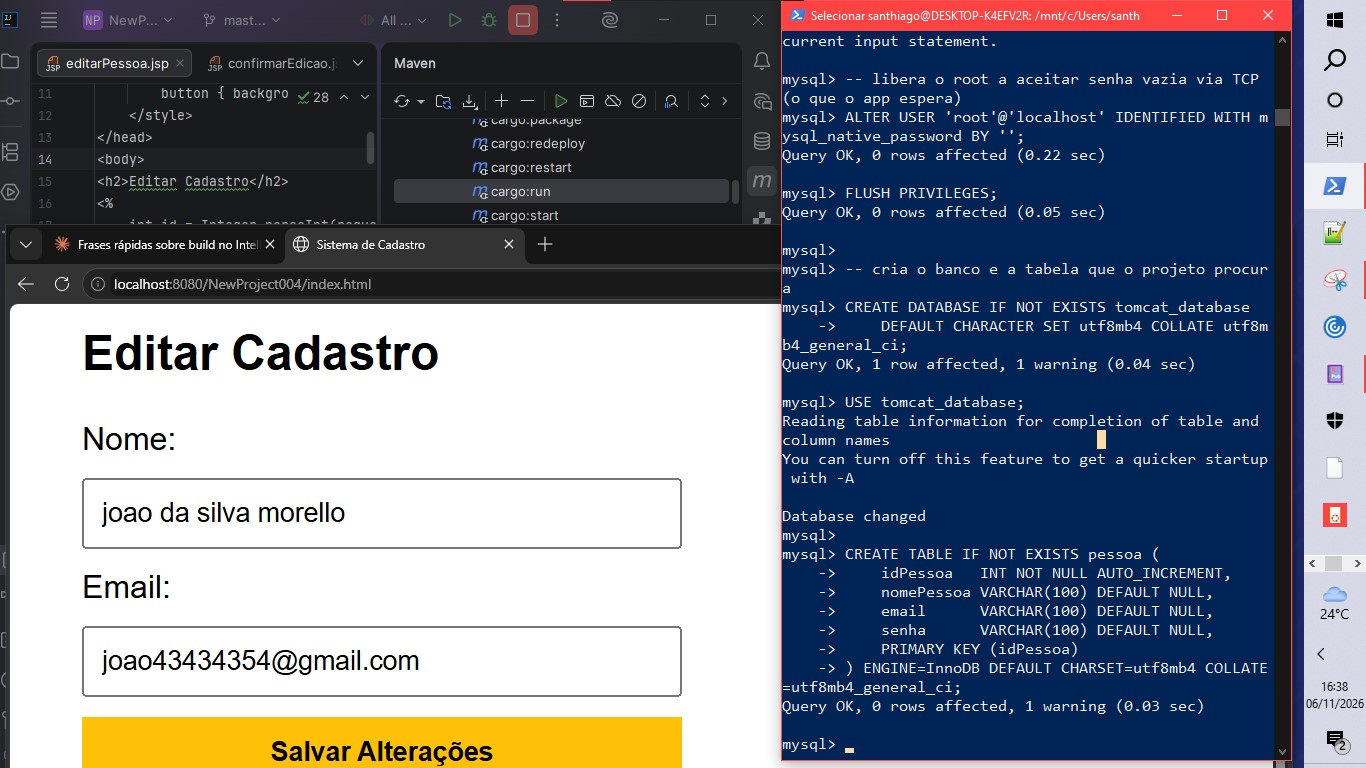 NP NewP...
mast...
All ...
editarPessoa.jsp
confirmarEdicao.j
11 button { backgro
28
12 </style>
13 </head>
14 <body>
15 <h2>Editar Cadastro</h2>
16 <%
Maven
cargo:package
cargo:redeploy
cargo:restart
cargo:run
cargo:start
Frases rápidas sobre build no Intel
Sistema de Cadastro
localhost:8080/NewProject004/index.html
Editar Cadastro
Nome:
joao da silva morello
Email:
joao43434354@gmail.com
Salvar Alterações
Selecionar santhiago@DESKTOP-K4EFV2R: /mnt/c/Users/santh
current input statement.
mysql> -- libera o root a aceitar senha vazia via TCP
(o que o app espera)
mysql> ALTER USER 'root'@'localhost' IDENTIFIED WITH m
ysql_native_password BY '';
Query OK, 0 rows affected (0.22 sec)
mysql> FLUSH PRIVILEGES;
Query OK, 0 rows affected (0.05 sec)
mysql>
mysql> -- cria o banco e a tabela que o projeto procur
a
mysql> CREATE DATABASE IF NOT EXISTS tomcat_database
    ->     DEFAULT CHARACTER SET utf8mb4 COLLATE utf8m
b4_general_ci;
Query OK, 1 row affected, 1 warning (0.04 sec)
mysql> USE tomcat_database;
Reading table information for completion of table and
column names
You can turn off this feature to get a quicker startup
 with -A
Database changed
mysql>
mysql> CREATE TABLE IF NOT EXISTS pessoa (
    ->     idPessoa   INT NOT NULL AUTO_INCREMENT,
    ->     nomePessoa VARCHAR(100) DEFAULT NULL,
    ->     email      VARCHAR(100) DEFAULT NULL,
    ->     senha      VARCHAR(100) DEFAULT NULL,
    ->     PRIMARY KEY (idPessoa)
    -> ) ENGINE=InnoDB DEFAULT CHARSET=utf8mb4 COLLATE
=utf8mb4_general_ci;
Query OK, 0 rows affected, 1 warning (0.03 sec)
mysql>
24°C
16:38
06/11/2026
2